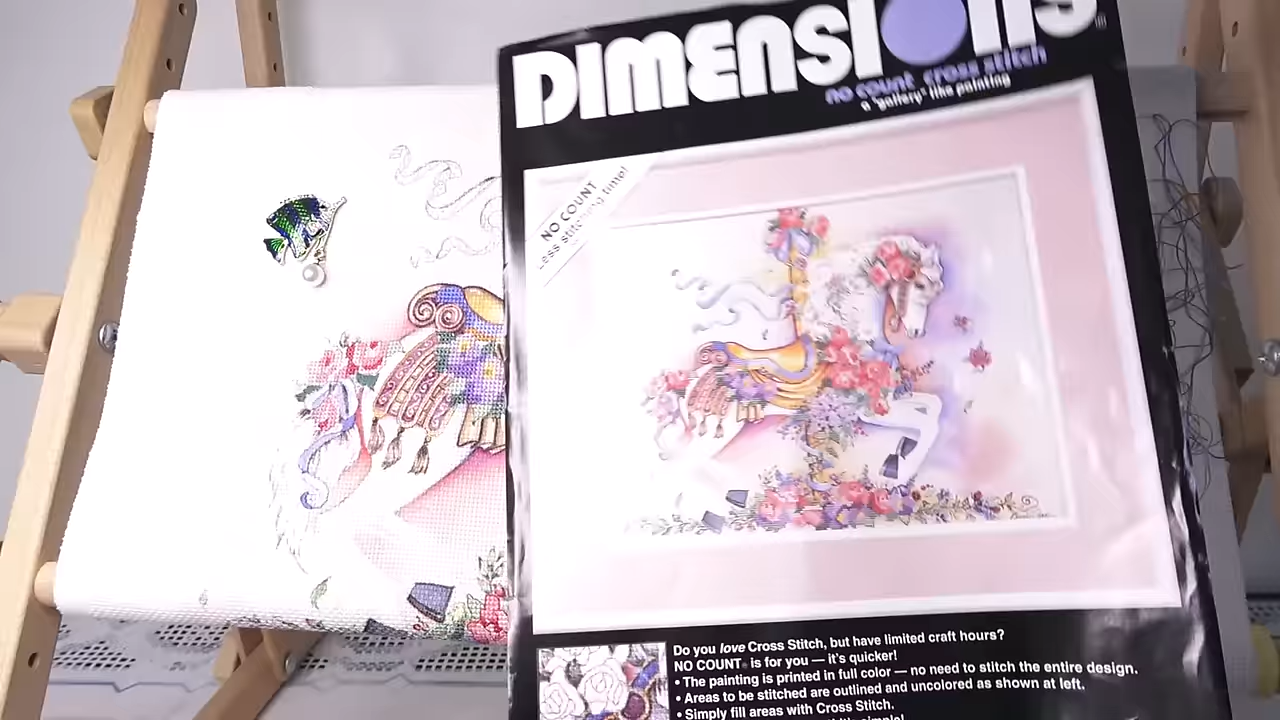 DIMENSIONS
no count cross stitch
a "gallery" like painting
NO COUNT
Less stitching time!
Do you love Cross Stitch, but have limited craft hours?
NO COUNT® is for you — it's quicker!
• The painting is printed in full color — no need to stitch the entire design.
• Areas to be stitched are outlined and uncolored as shown at left.
• Simply fill areas with Cross Stitch.
simple!